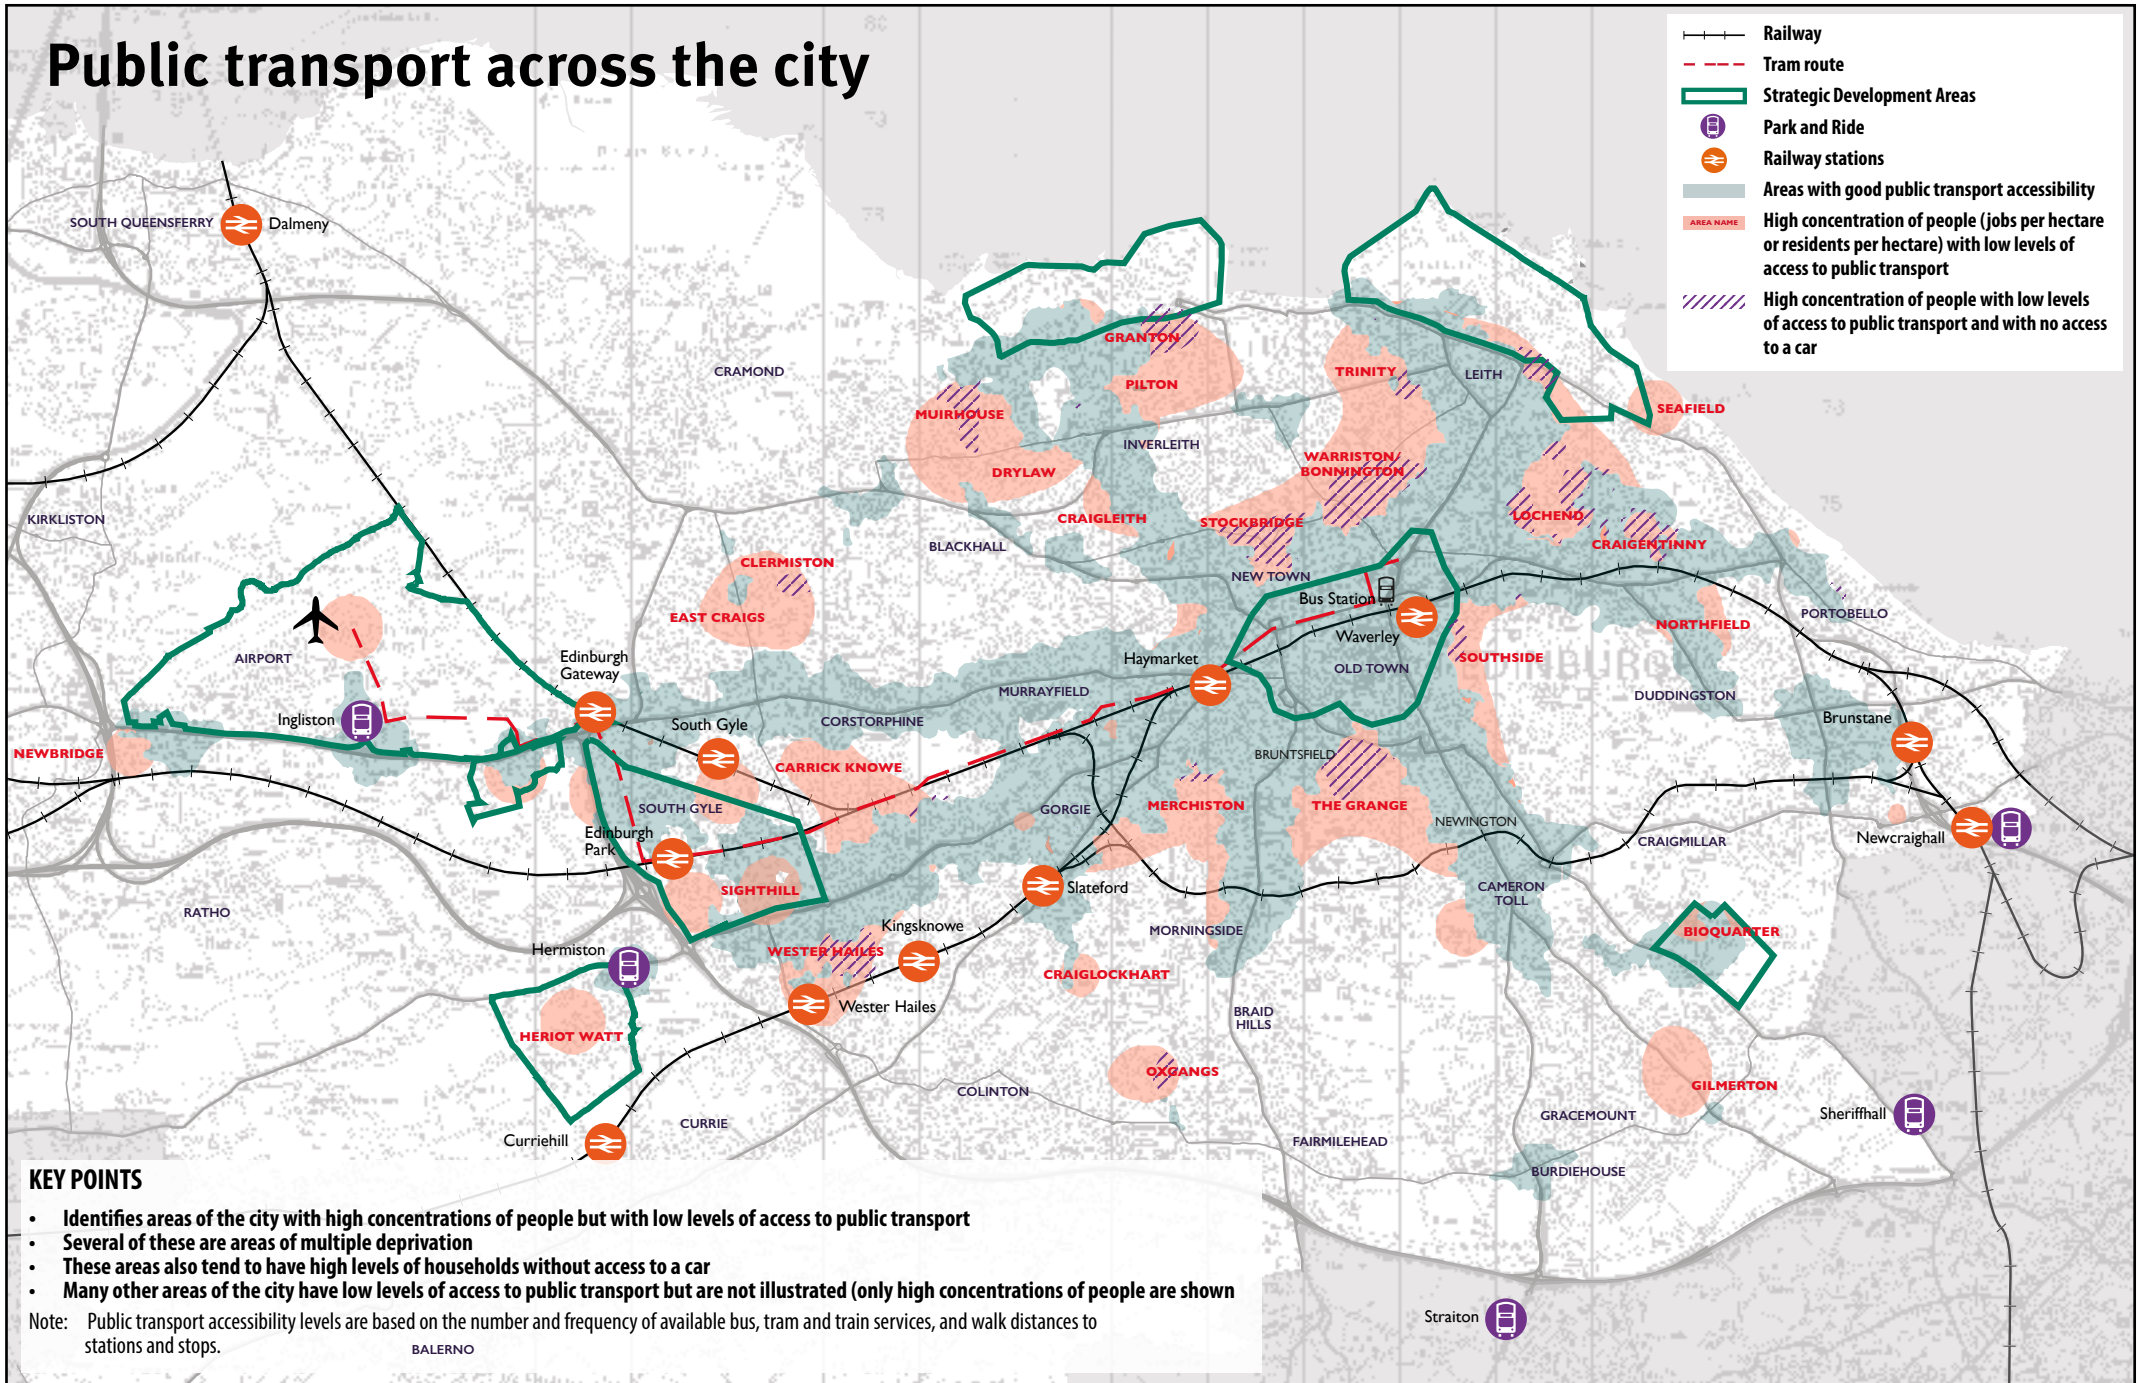 Public transport across the city
Railway
Tram route
Strategic Development Areas
Park and Ride
Railway stations
Areas with good public transport accessibility
AREA NAME
High concentration of people (jobs per hectare
or residents per hectare) with low levels of
access to public transport
High concentration of people with low levels
of access to public transport and with no access
to a car
SOUTH QUEENSFERRY
Dalmeny
CRAMOND
GRANTON
PILTON
TRINITY
LEITH
MUIRHOUSE
SEAFIELD
INVERLEITH
DRYLAW
WARRISTON/
BONNINGTON
KIRKLISTON
CRAIGLEITH
STOCKBRIDGE
LOCHEND
BLACKHALL
CRAIGENTINNY
CLERMISTON
NEW TOWN
Bus Station
EAST CRAIGS
PORTOBELLO
NORTHFIELD
Waverley
AIRPORT
Edinburgh
Gateway
Haymarket
OLD TOWN
SOUTHSIDE
MURRAYFIELD
DUDDINGSTON
Ingliston
South Gyle
CORSTORPHINE
Brunstane
NEWBRIDGE
CARRICK KNOWE
BRUNTSFIELD
SOUTH GYLE
GORGIE
MERCHISTON
THE GRANGE
NEWINGTON
Edinburgh
Park
CRAIGMILLAR
Newcraighall
SIGHTHILL
Slateford
CAMERON
TOLL
RATHO
Kingsknowe
MORNINGSIDE
BIOQUARTER
Hermiston
WESTER HAILES
CRAIGLOCKHART
Wester Hailes
BRAID
HILLS
HERIOT WATT
OXGANGS
GILMERTON
COLINTON
CURRIE
GRACEMOUNT
Sheriffhall
Curriehill
FAIRMILEHEAD
BURDIEHOUSE
KEY POINTS
• Identifies areas of the city with high concentrations of people but with low levels of access to public transport
• Several of these are areas of multiple deprivation
• These areas also tend to have high levels of households without access to a car
• Many other areas of the city have low levels of access to public transport but are not illustrated (only high concentrations of people are shown
Note: Public transport accessibility levels are based on the number and frequency of available bus, tram and train services, and walk distances to
stations and stops.
BALERNO
Straiton